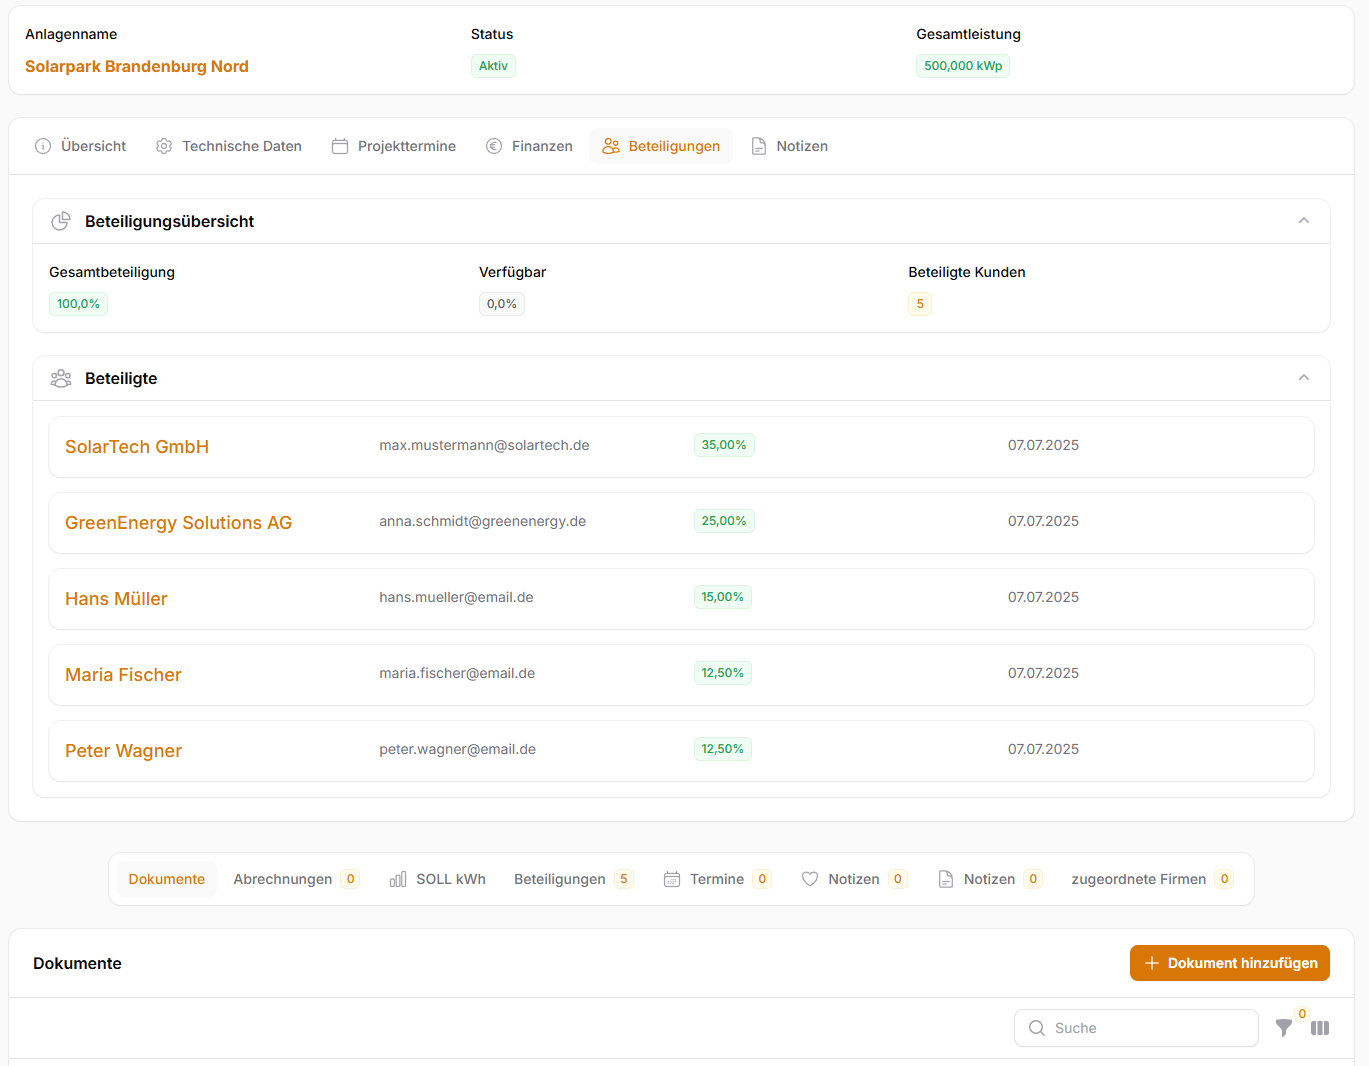 Anlagenname
Status
Gesamtleistung
Solarpark Brandenburg Nord
Aktiv
500,000 kWp
Übersicht
Technische Daten
Projekttermine
Finanzen
Beteiligungen
Notizen
Beteiligungsübersicht
Gesamtbeteiligung
Verfügbar
Beteiligte Kunden
100,0%
0,0%
5
Beteiligte
SolarTech GmbH
max.mustermann@solartech.de
35,00%
07.07.2025
GreenEnergy Solutions AG
anna.schmidt@greenenergy.de
25,00%
07.07.2025
Hans Müller
hans.mueller@email.de
15,00%
07.07.2025
Maria Fischer
maria.fischer@email.de
12,50%
07.07.2025
Peter Wagner
peter.wagner@email.de
12,50%
07.07.2025
Dokumente
Abrechnungen 0
SOLL kWh
Beteiligungen 5
Termine 0
Notizen 0
Notizen 0
zugeordnete Firmen 0
Dokumente
Dokument hinzufügen
Suche
0